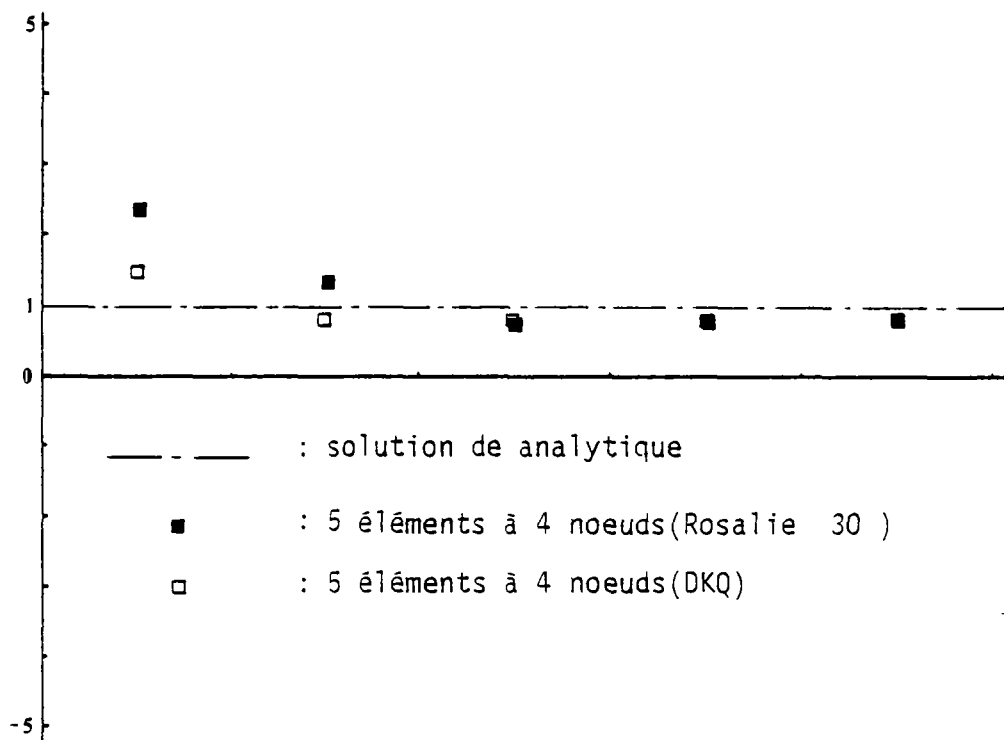 5
1
0
: solution de analytique
: 5 éléments à 4 noeuds(Rosalie 30 )
: 5 éléments à 4 noeuds(DKQ)
-5